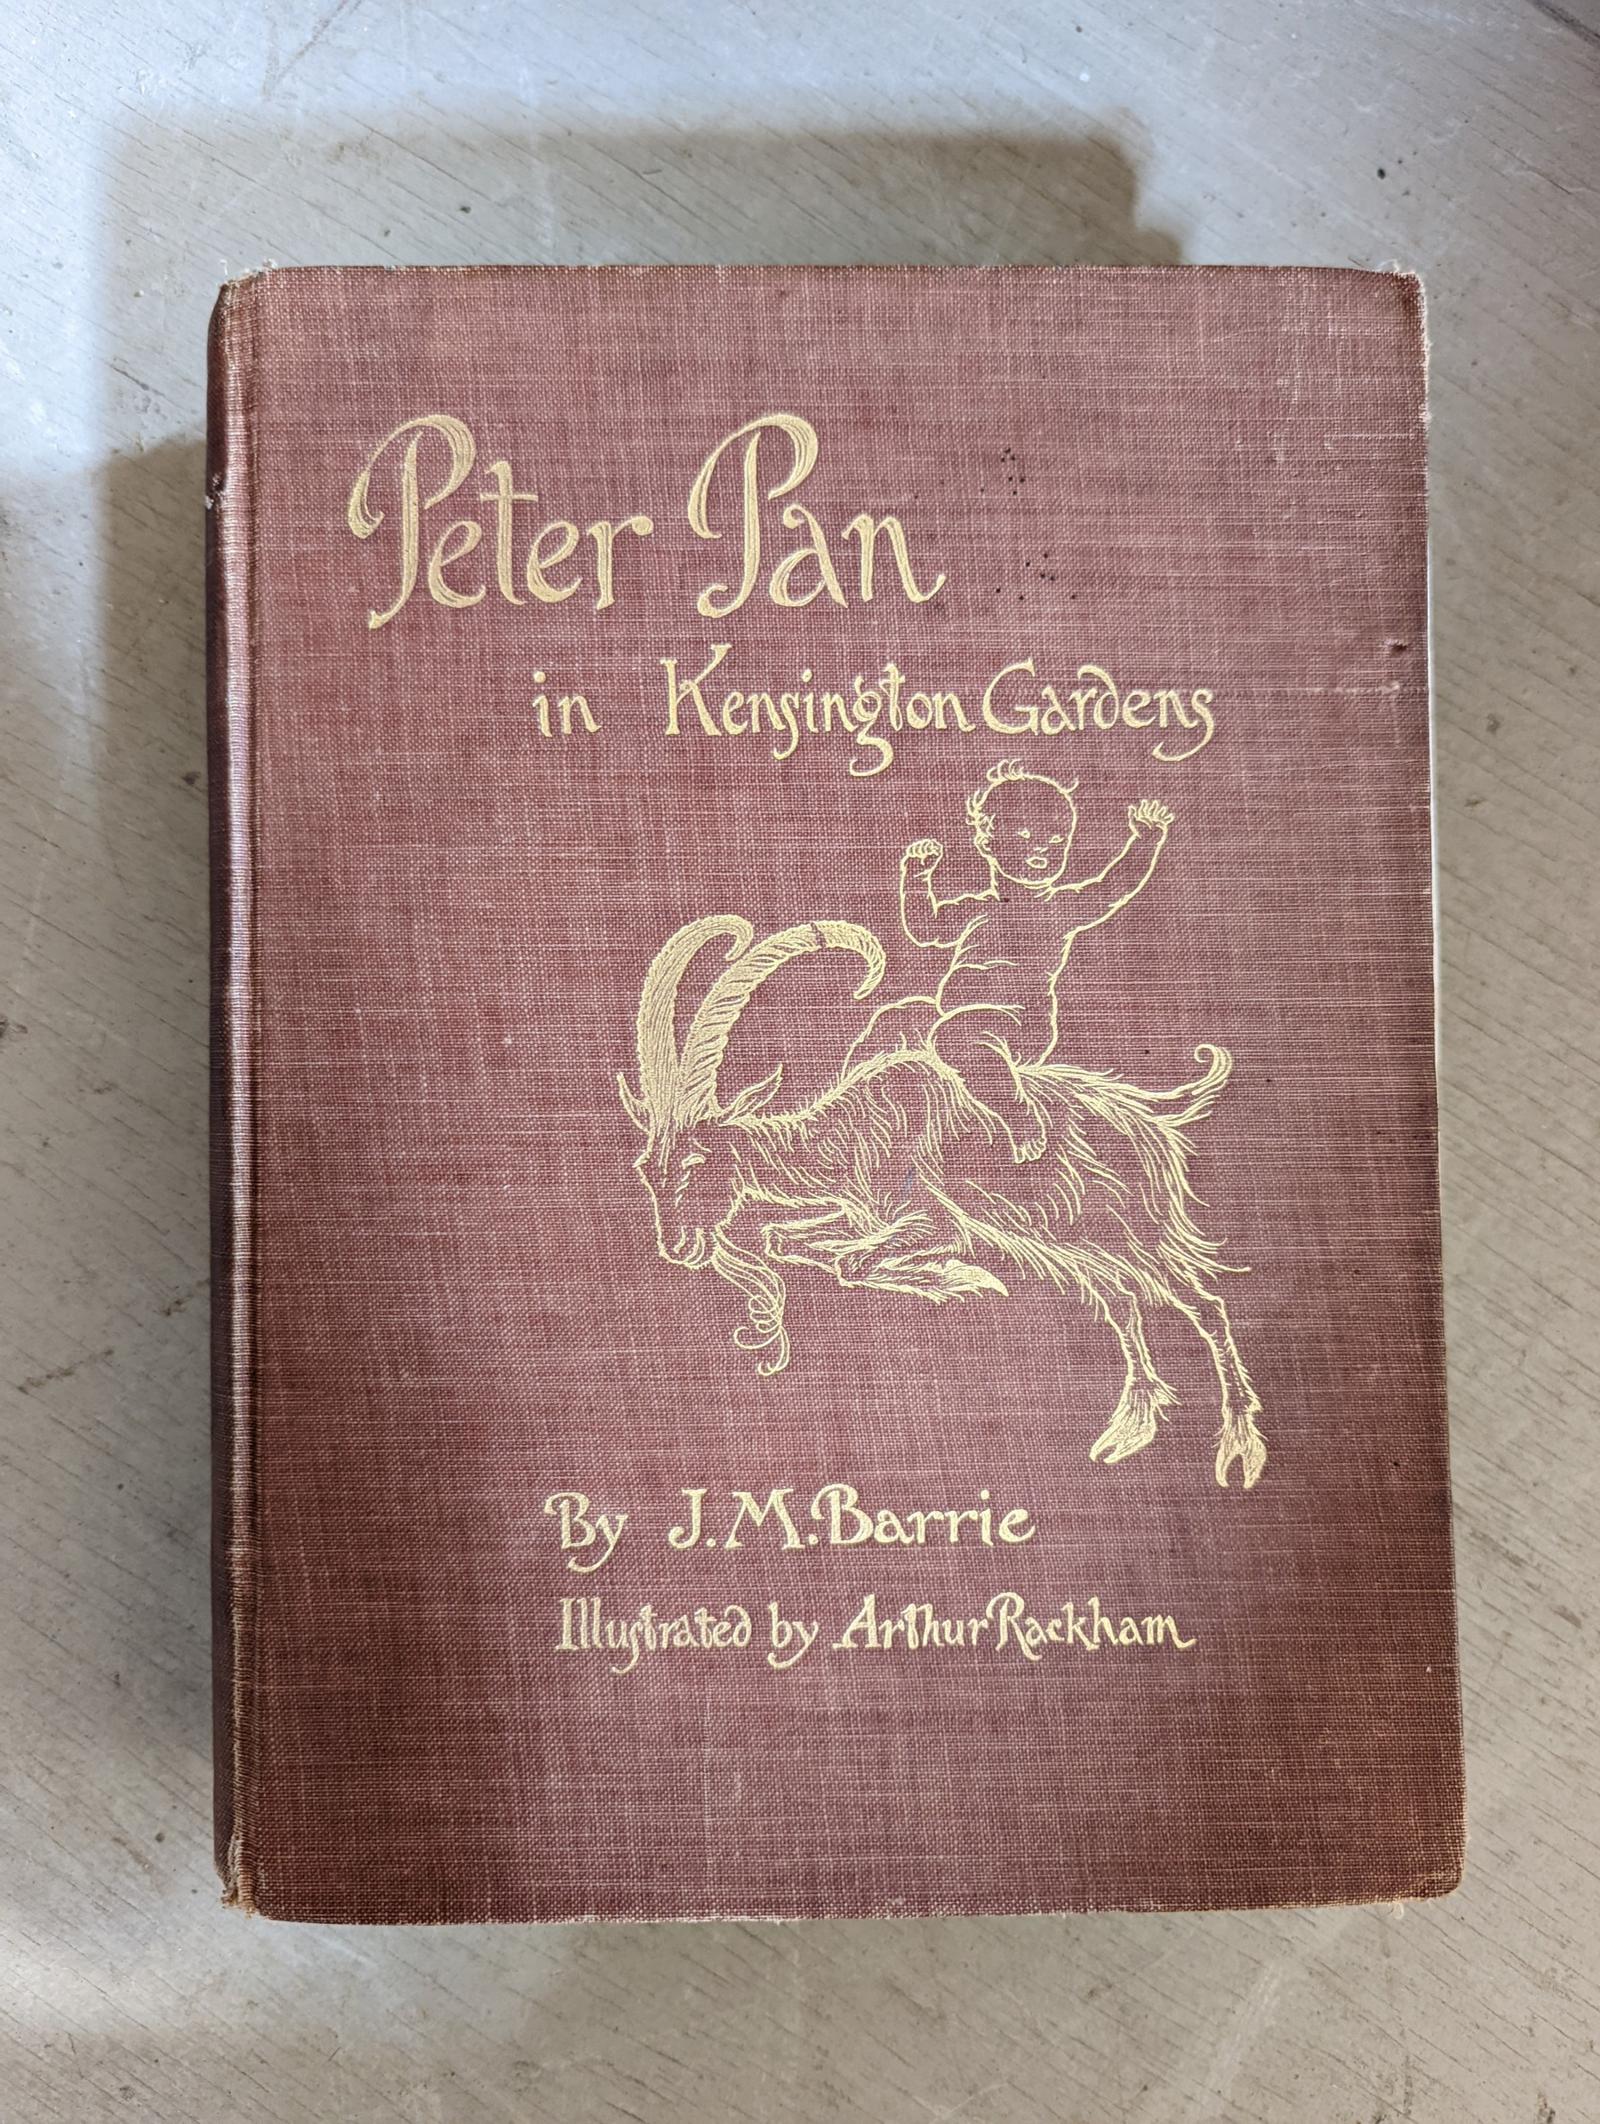 Peter Pan
in Kensington Gardens
By J.M. Barrie
Illustrated by Arthur Rackham